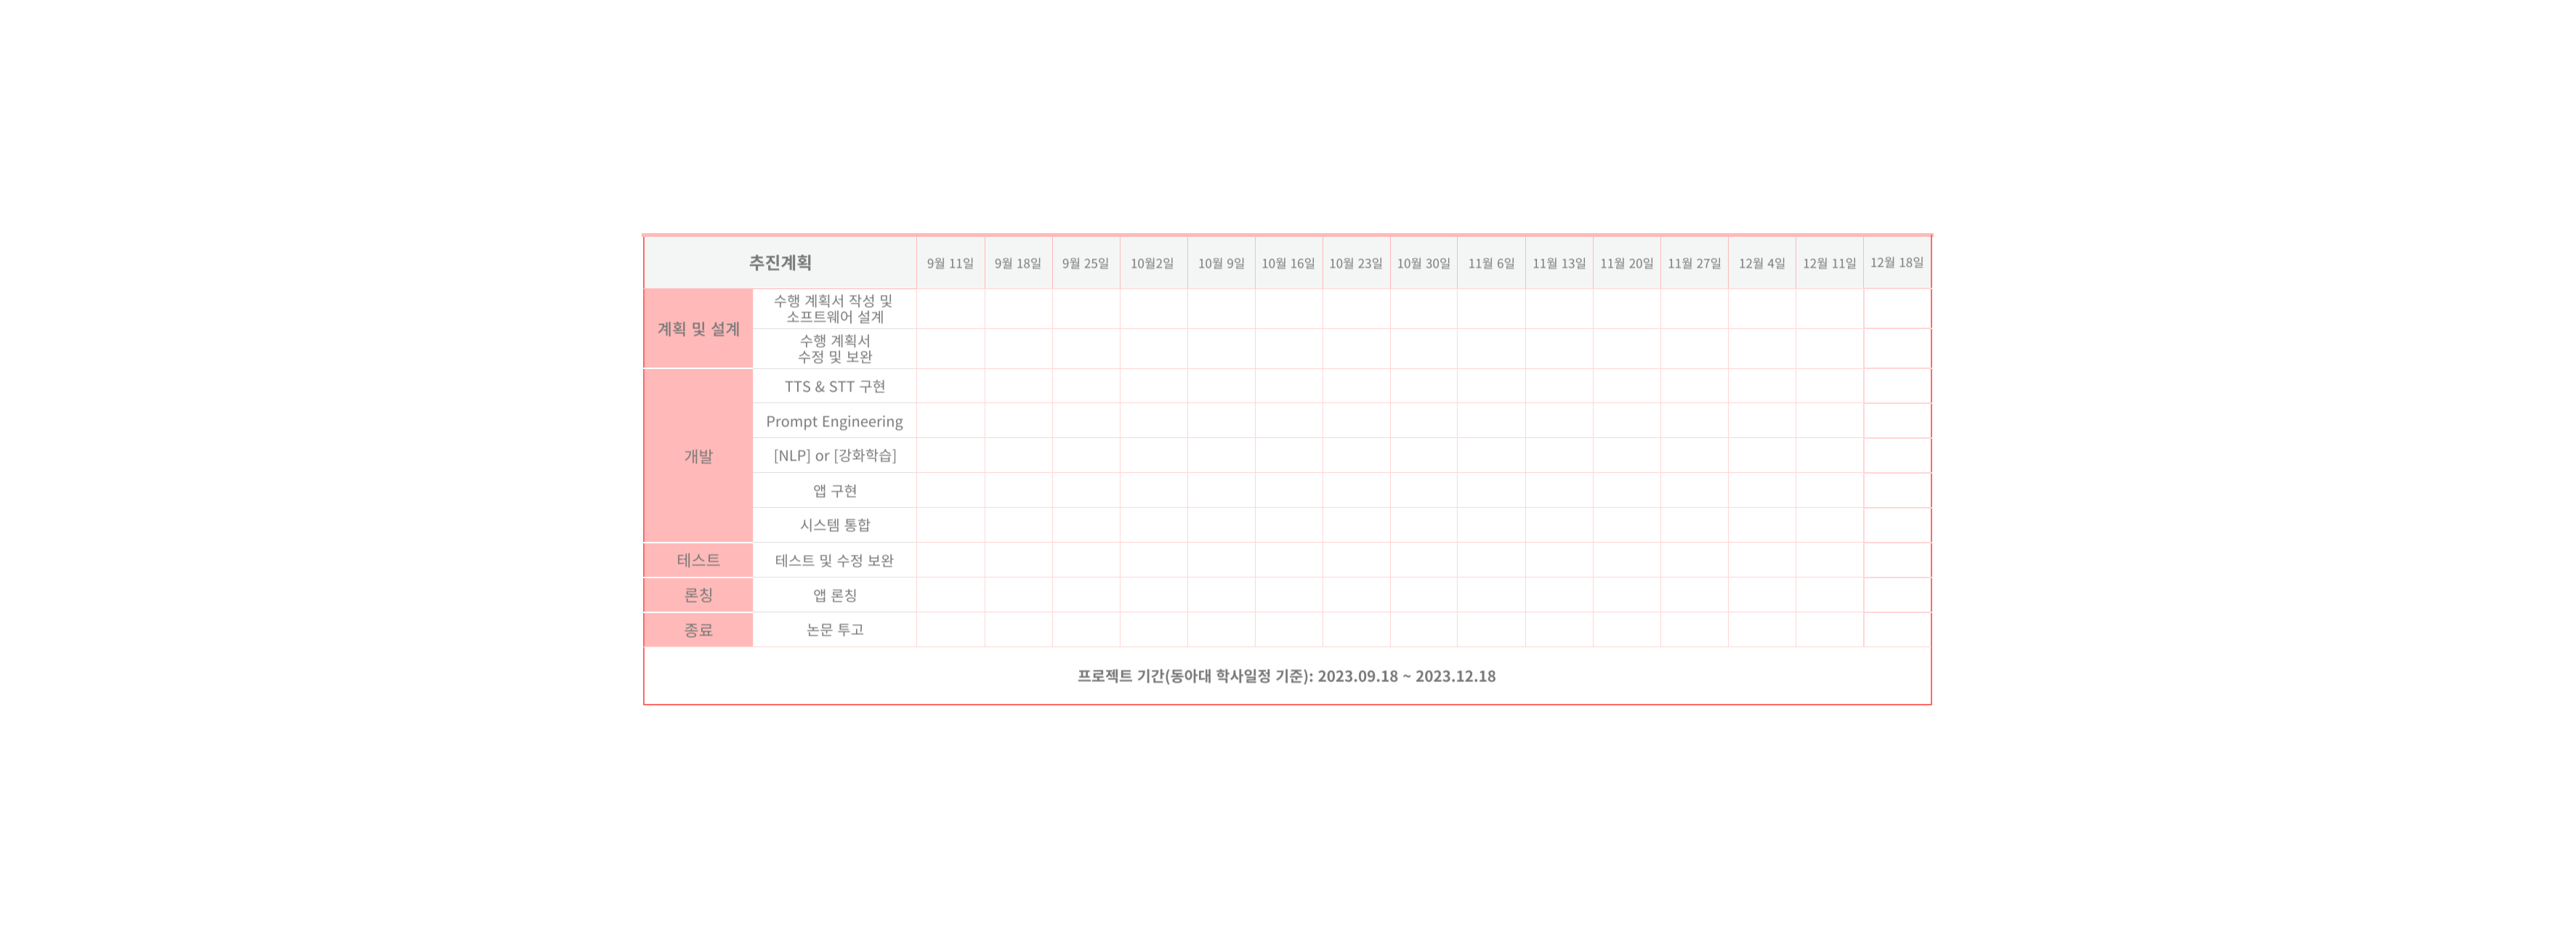 추진계획 9월 11일 9월 18일 9월 25일 10월2일 10월 9일 10월 16일 10월 23일 10월 30일 11월 6일 11월 13일 11월 20일 11월 27일 12월 4일 12월 11일 12월 18일
계획 및 설계
수행 계획서 작성 및
소프트웨어 설계
수행 계획서
수정 및 보완
개발
TTS & STT 구현
Prompt Engineering
[NLP] or [강화학습]
앱 구현
시스템 통합
테스트 테스트 및 수정 보완
론칭 앱 론칭
종료 논문 투고
프로젝트 기간(동아대 학사일정 기준): 2023.09.18 ~ 2023.12.18